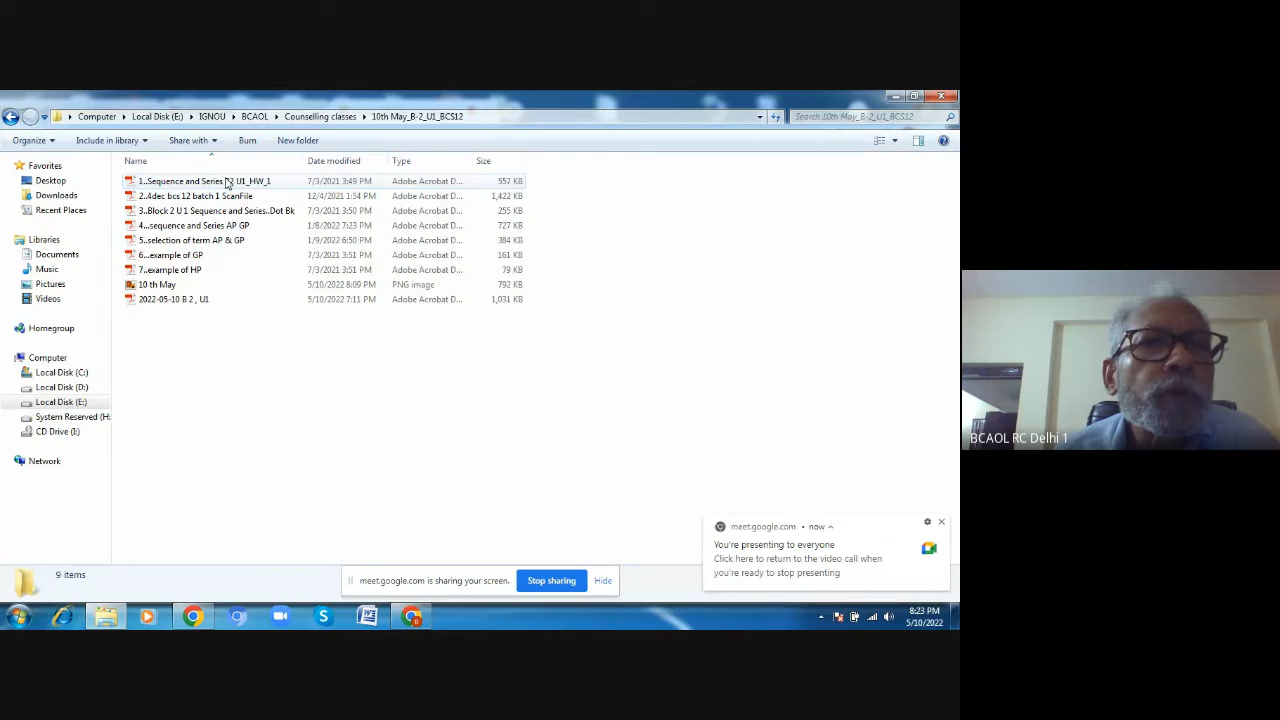 Computer ▸ Local Disk (E:) ▸ IGNOU ▸ BCAOL ▸ Counselling classes ▸ 10th May_B-2_U1_BCS12
Search 10th May_B-2_U1_BCS12
Organize Include in library Share with Burn New folder
Favorites
Desktop
Downloads
Recent Places
Libraries
Documents
Music
Pictures
Videos
Homegroup
Computer
Local Disk (C:)
Local Disk (D:)
Local Disk (E:)
System Reserved (H:
CD Drive (I:)
Network
Name Date modified Type Size
1..Sequence and Series U1_HW_1 7/3/2021 3:49 PM Adobe Acrobat D... 557 KB
2..4dec bcs 12 batch 1 ScanFile 12/4/2021 1:54 PM Adobe Acrobat D... 1,422 KB
3..Block 2 U 1 Sequence and Series..Dot Bk 7/3/2021 3:50 PM Adobe Acrobat D... 255 KB
4...sequence and Series AP GP 1/8/2022 7:23 PM Adobe Acrobat D... 727 KB
5..selection of term AP & GP 1/9/2022 6:50 PM Adobe Acrobat D... 384 KB
6...example of GP 7/3/2021 3:51 PM Adobe Acrobat D... 161 KB
7..example of HP 7/3/2021 3:51 PM Adobe Acrobat D... 79 KB
10 th May 5/10/2022 8:09 PM PNG image 792 KB
2022-05-10 B 2 , U1 5/10/2022 7:11 PM Adobe Acrobat D... 1,031 KB
BCAOL RC Delhi 1
meet.google.com • now
You're presenting to everyone
Click here to return to the video call when
you're ready to stop presenting
9 items
meet.google.com is sharing your screen. Stop sharing Hide
8:23 PM
5/10/2022